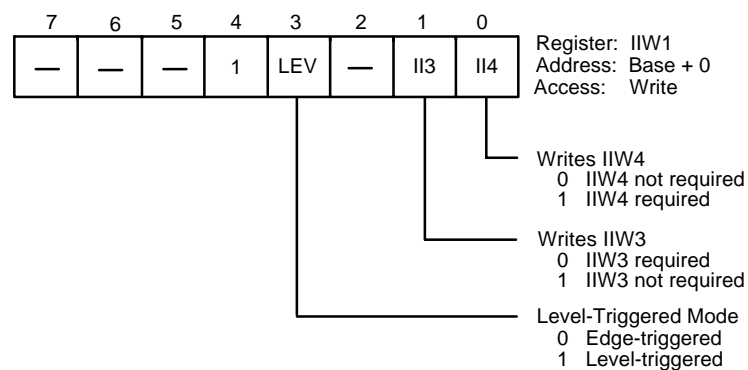 7 6 5 4 3 2 1 0
— — — 1 LEV — II3 II4
Register: IIW1
Address: Base + 0
Access: Write
Writes IIW4
0 IIW4 not required
1 IIW4 required
Writes IIW3
0 IIW3 required
1 IIW3 not required
Level-Triggered Mode
0 Edge-triggered
1 Level-triggered